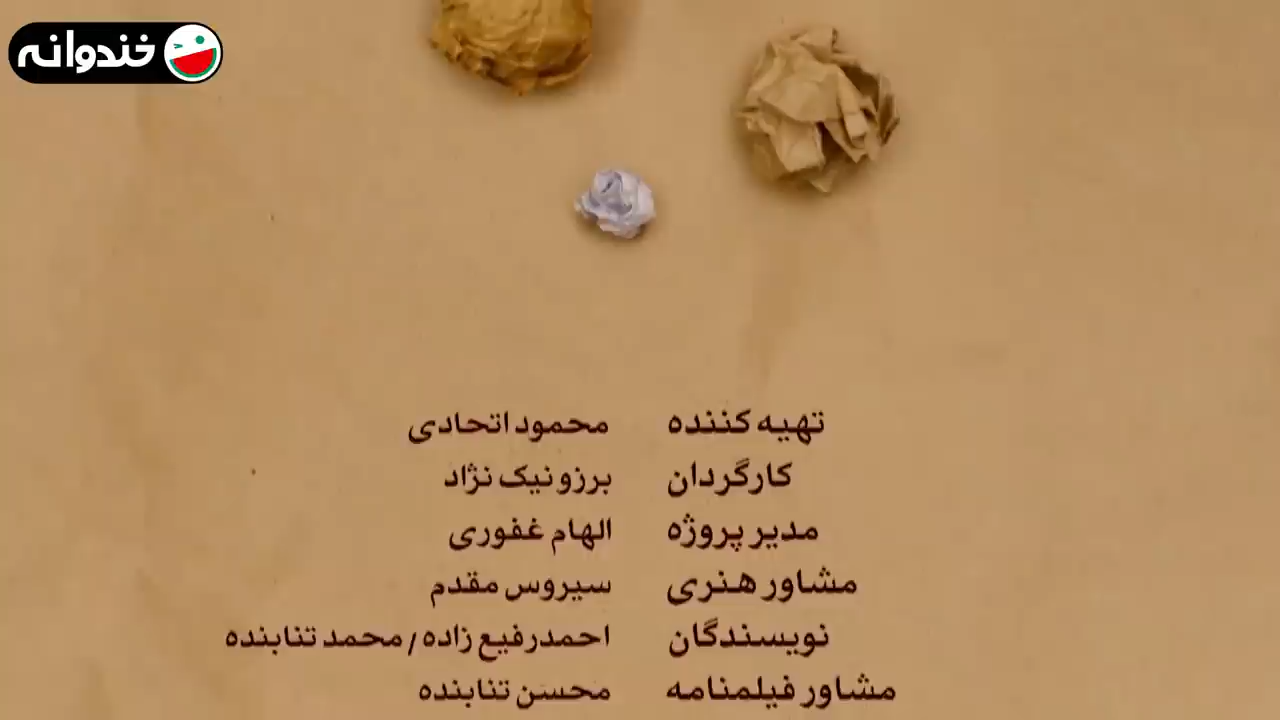 خندوانه
تهیه کننده محمود اتحادی
کارگردان برزو نیک نژاد
مدیر پروژه الهام غفوری
مشاور هنری سیروس مقدم
نویسندگان احمدرفیع زاده / محمد تنابنده
مشاور فیلمنامه محسن تنابنده